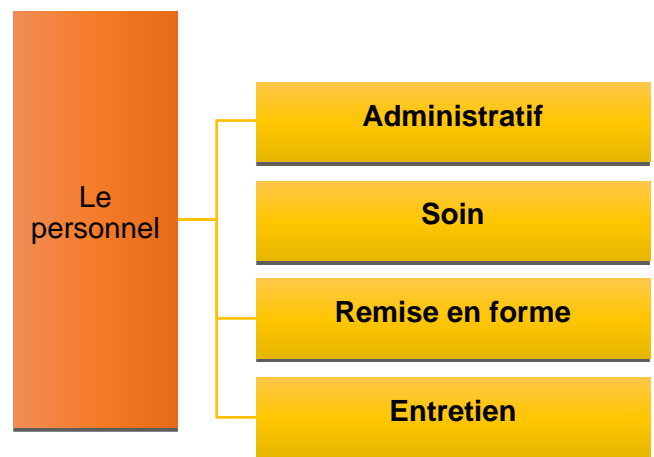 Le
personnel
Administratif
Soin
Remise en forme
Entretien